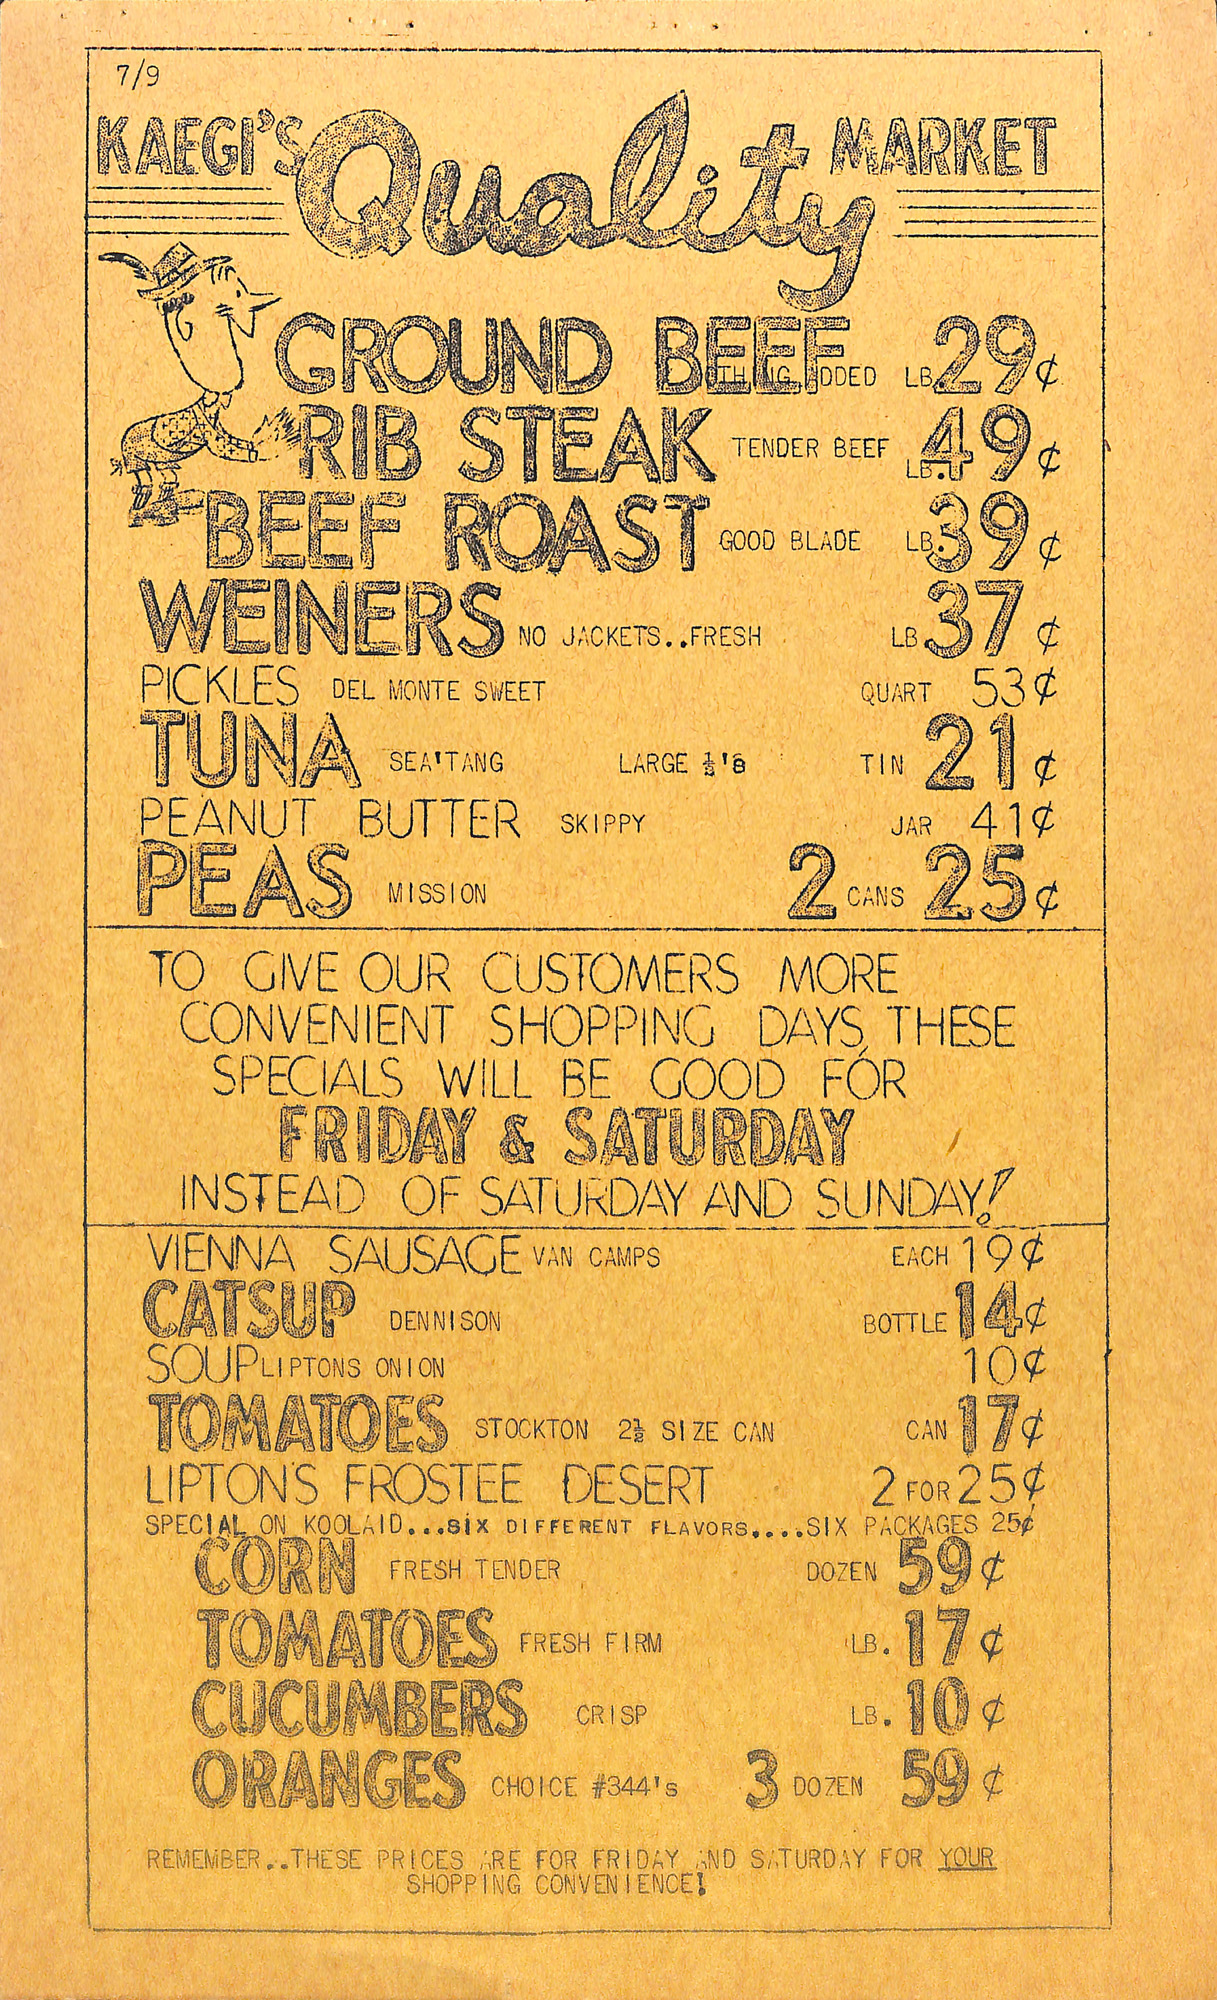 7/9
KAEGI'S Quality MARKET
GROUND BEEF NOTHING ADDED LB. 29¢
RIB STEAK TENDER BEEF LB. 49¢
BEEF ROAST GOOD BLADE LB. 39¢
WEINERS NO JACKETS..FRESH LB 37¢
PICKLES DEL MONTE SWEET QUART 53¢
TUNA SEA'TANG LARGE ½'s TIN 21¢
PEANUT BUTTER SKIPPY JAR 41¢
PEAS MISSION 2 CANS 25¢
TO GIVE OUR CUSTOMERS MORE
CONVENIENT SHOPPING DAYS, THESE
SPECIALS WILL BE GOOD FOR
FRIDAY & SATURDAY
INSTEAD OF SATURDAY AND SUNDAY!
VIENNA SAUSAGE VAN CAMPS EACH 19¢
CATSUP DENNISON BOTTLE 14¢
SOUP LIPTONS ONION 10¢
TOMATOES STOCKTON 2½ SIZE CAN CAN 17¢
LIPTON'S FROSTEE DESERT 2 FOR 25¢
SPECIAL ON KOOLAID...SIX DIFFERENT FLAVORS....SIX PACKAGES 25¢
CORN FRESH TENDER DOZEN 59¢
TOMATOES FRESH FIRM LB. 17¢
CUCUMBERS CRISP LB. 10¢
ORANGES CHOICE #344's 3 DOZEN 59¢
REMEMBER..THESE PRICES ARE FOR FRIDAY AND SATURDAY FOR YOUR
SHOPPING CONVENIENCE!